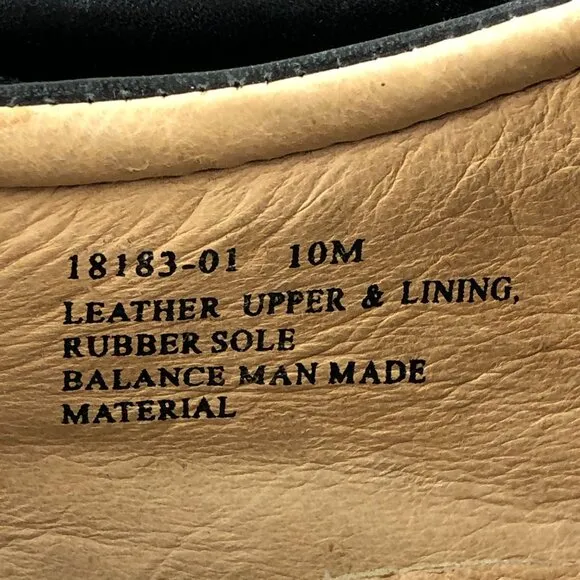 18183-01 10M
LEATHER UPPER & LINING,
RUBBER SOLE
BALANCE MAN MADE
MATERIAL